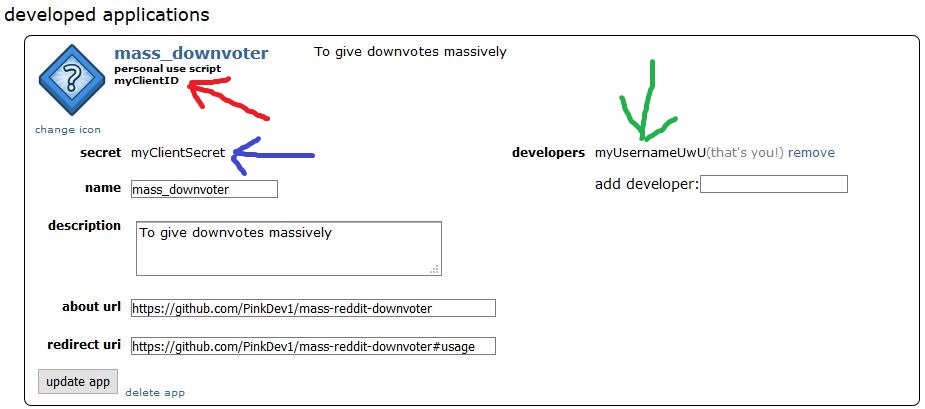 developed applications
mass_downvoter
To give downvotes massively
personal use script
myClientID
change icon
secret myClientSecret
developers myUsernameUwU(that's you!) remove
add developer:
name mass_downvoter
description To give downvotes massively
about url https://github.com/PinkDev1/mass-reddit-downvoter
redirect uri https://github.com/PinkDev1/mass-reddit-downvoter#usage
update app
delete app